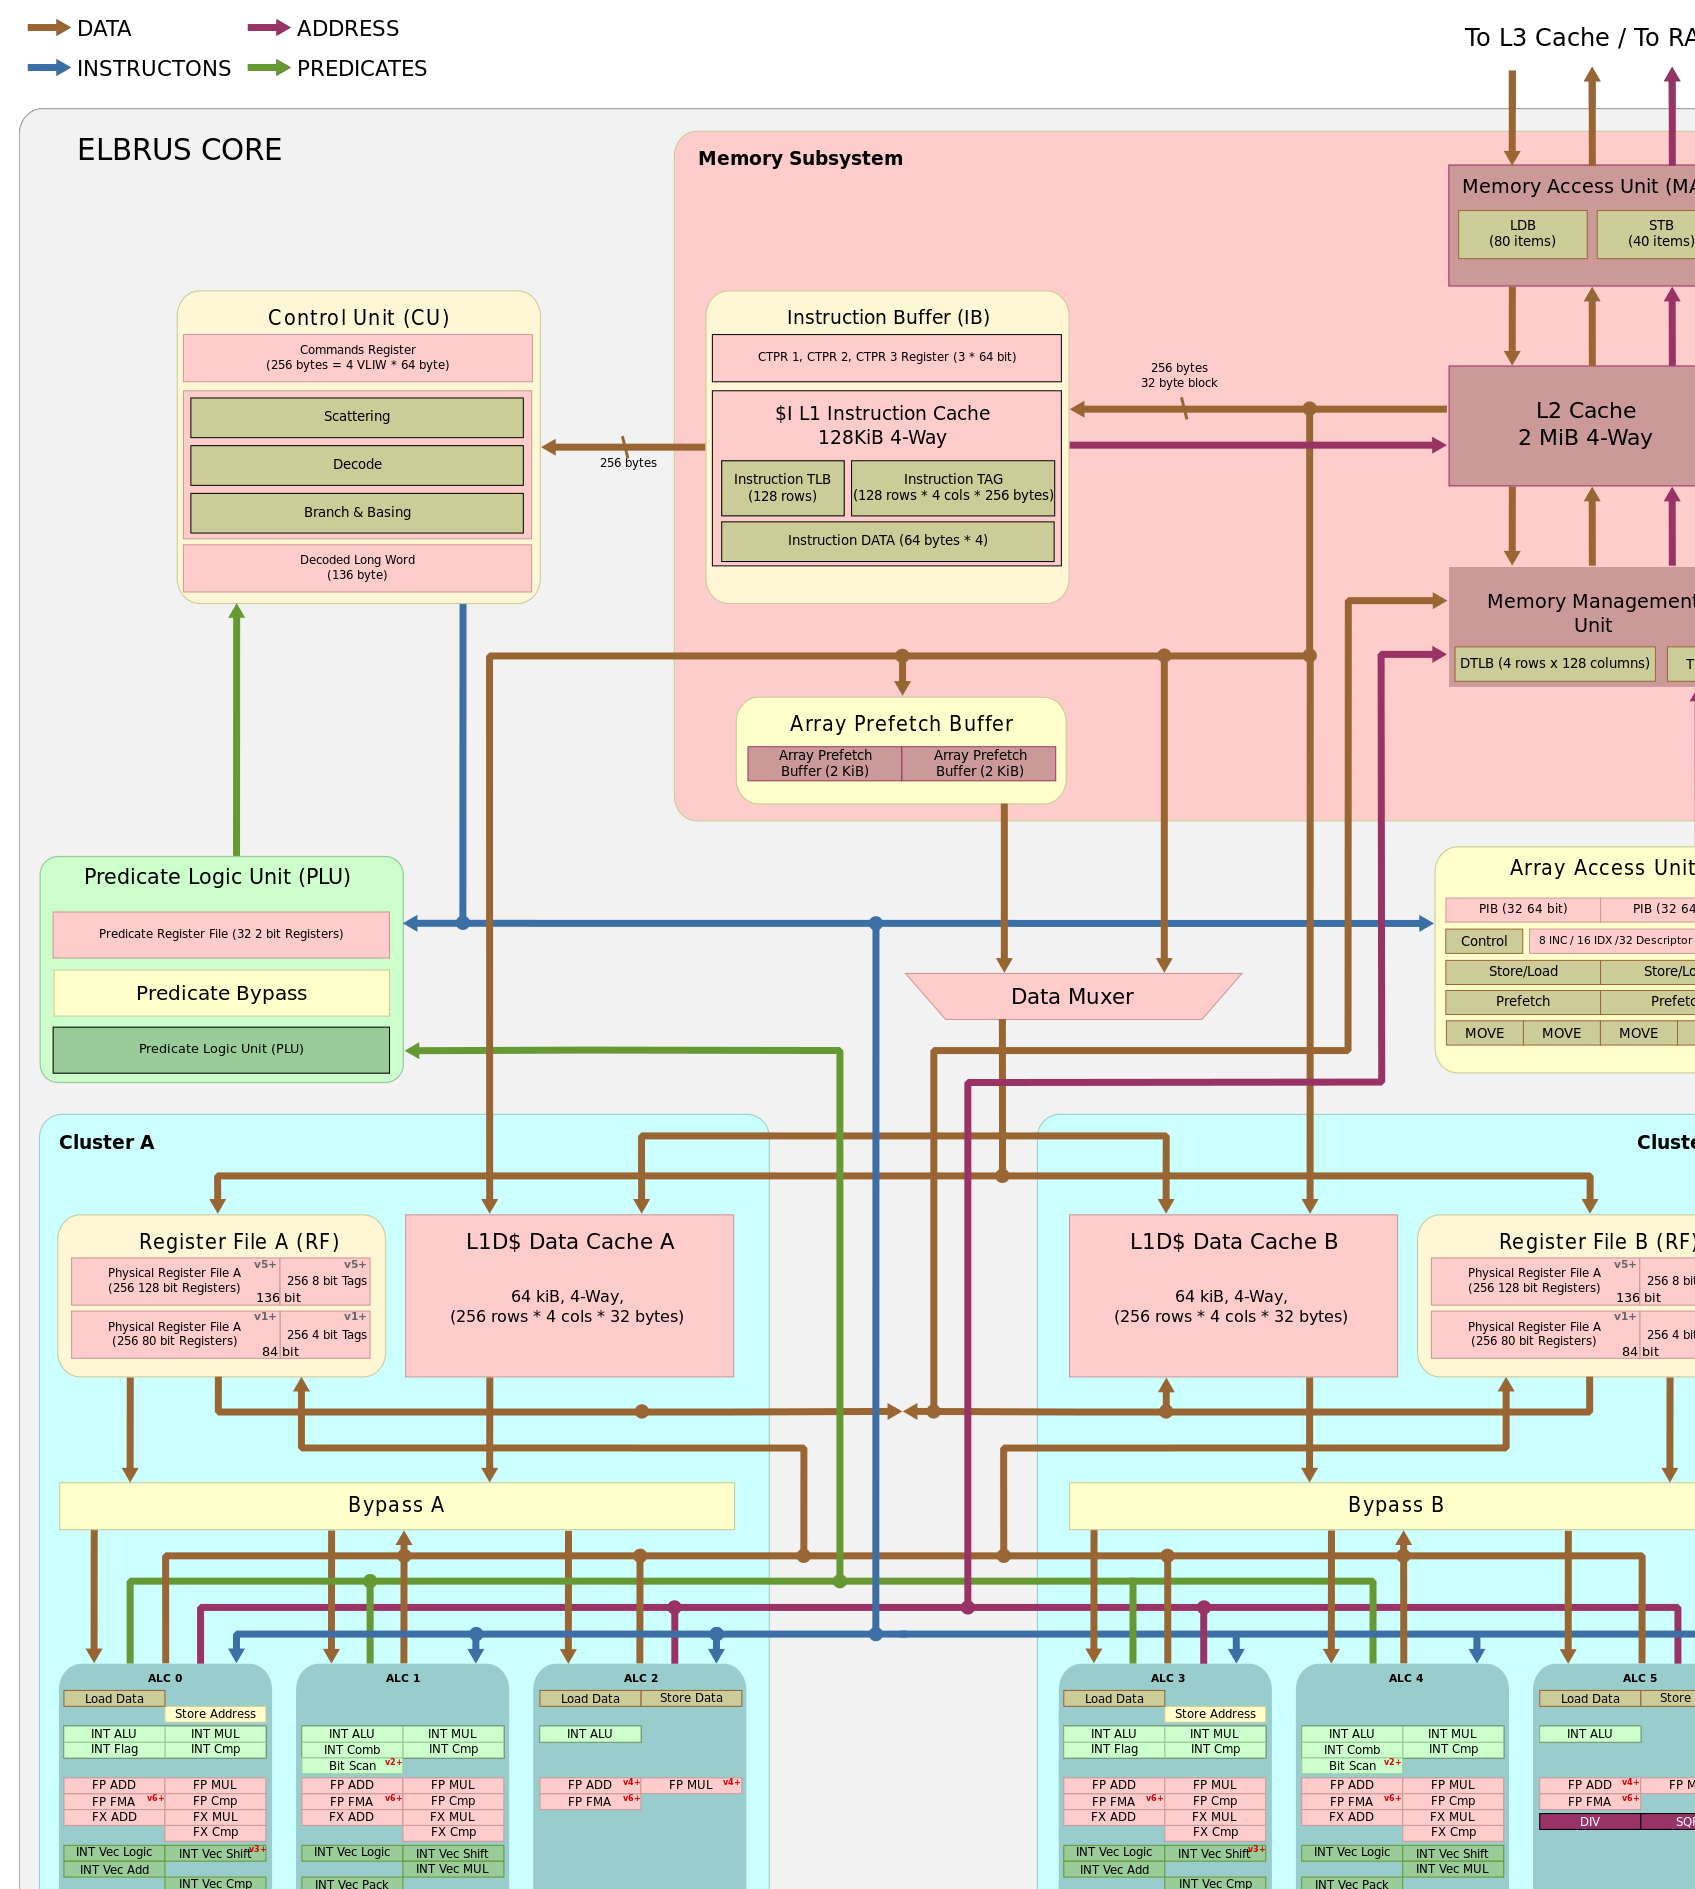 DATA
ADDRESS
INSTRUCTONS
PREDICATES
To L3 Cache / To RA
ELBRUS CORE
Memory Subsystem
Memory Access Unit (MA
LDB
(80 items)
STB
(40 items)
Control Unit (CU)
Commands Register
(256 bytes = 4 VLIW * 64 byte)
Scattering
Decode
Branch & Basing
Decoded Long Word
(136 byte)
256 bytes
Instruction Buffer (IB)
CTPR 1, CTPR 2, CTPR 3 Register (3 * 64 bit)
$I L1 Instruction Cache
128KiB 4-Way
Instruction TLB
(128 rows)
Instruction TAG
(128 rows * 4 cols * 256 bytes)
Instruction DATA (64 bytes * 4)
256 bytes
32 byte block
L2 Cache
2 MiB 4-Way
Memory Management
Unit
DTLB (4 rows x 128 columns)
T
Array Prefetch Buffer
Array Prefetch
Buffer (2 KiB)
Array Prefetch
Buffer (2 KiB)
Predicate Logic Unit (PLU)
Predicate Register File (32 2 bit Registers)
Predicate Bypass
Predicate Logic Unit (PLU)
Data Muxer
Array Access Unit
PIB (32 64 bit)
PIB (32 64
Control
8 INC / 16 IDX /32 Descriptor
Store/Load
Store/Lo
Prefetch
Prefetc
MOVE
MOVE
MOVE
Cluster A
Cluste
Register File A (RF)
Physical Register File A
(256 128 bit Registers)
v5+
v5+
256 8 bit Tags
136 bit
Physical Register File A
(256 80 bit Registers)
v1+
v1+
256 4 bit Tags
84 bit
L1D$ Data Cache A
64 kiB, 4-Way,
(256 rows * 4 cols * 32 bytes)
L1D$ Data Cache B
64 kiB, 4-Way,
(256 rows * 4 cols * 32 bytes)
Register File B (RF)
Physical Register File A
(256 128 bit Registers)
v5+
256 8 bi
136 bit
Physical Register File A
(256 80 bit Registers)
v1+
256 4 bi
84 bit
Bypass A
Bypass B
ALC 0
Load Data
Store Address
INT ALU
INT MUL
INT Flag
INT Cmp
FP ADD
FP MUL
FP FMA
v6+
FP Cmp
FX ADD
FX MUL
FX Cmp
INT Vec Logic
INT Vec Shift
v3+
INT Vec Add
INT Vec Cmp
ALC 1
INT ALU
INT MUL
INT Comb
INT Cmp
Bit Scan
v2+
FP ADD
FP MUL
FP FMA
v6+
FP Cmp
FX ADD
FX MUL
FX Cmp
INT Vec Logic
INT Vec Shift
INT Vec MUL
INT Vec Pack
ALC 2
Load Data
Store Data
INT ALU
FP ADD
v4+
FP MUL
v4+
FP FMA
v6+
ALC 3
Load Data
Store Address
INT ALU
INT MUL
INT Flag
INT Cmp
FP ADD
FP MUL
FP FMA
v6+
FP Cmp
FX ADD
FX MUL
FX Cmp
INT Vec Logic
INT Vec Shift
v3+
INT Vec Add
INT Vec Cmp
ALC 4
INT ALU
INT MUL
INT Comb
INT Cmp
Bit Scan
v2+
FP ADD
FP MUL
FP FMA
v6+
FP Cmp
FX ADD
FX MUL
FX Cmp
INT Vec Logic
INT Vec Shift
INT Vec MUL
INT Vec Pack
ALC 5
Load Data
Store
INT ALU
FP ADD
v4+
FP M
FP FMA
v6+
DIV
SQR